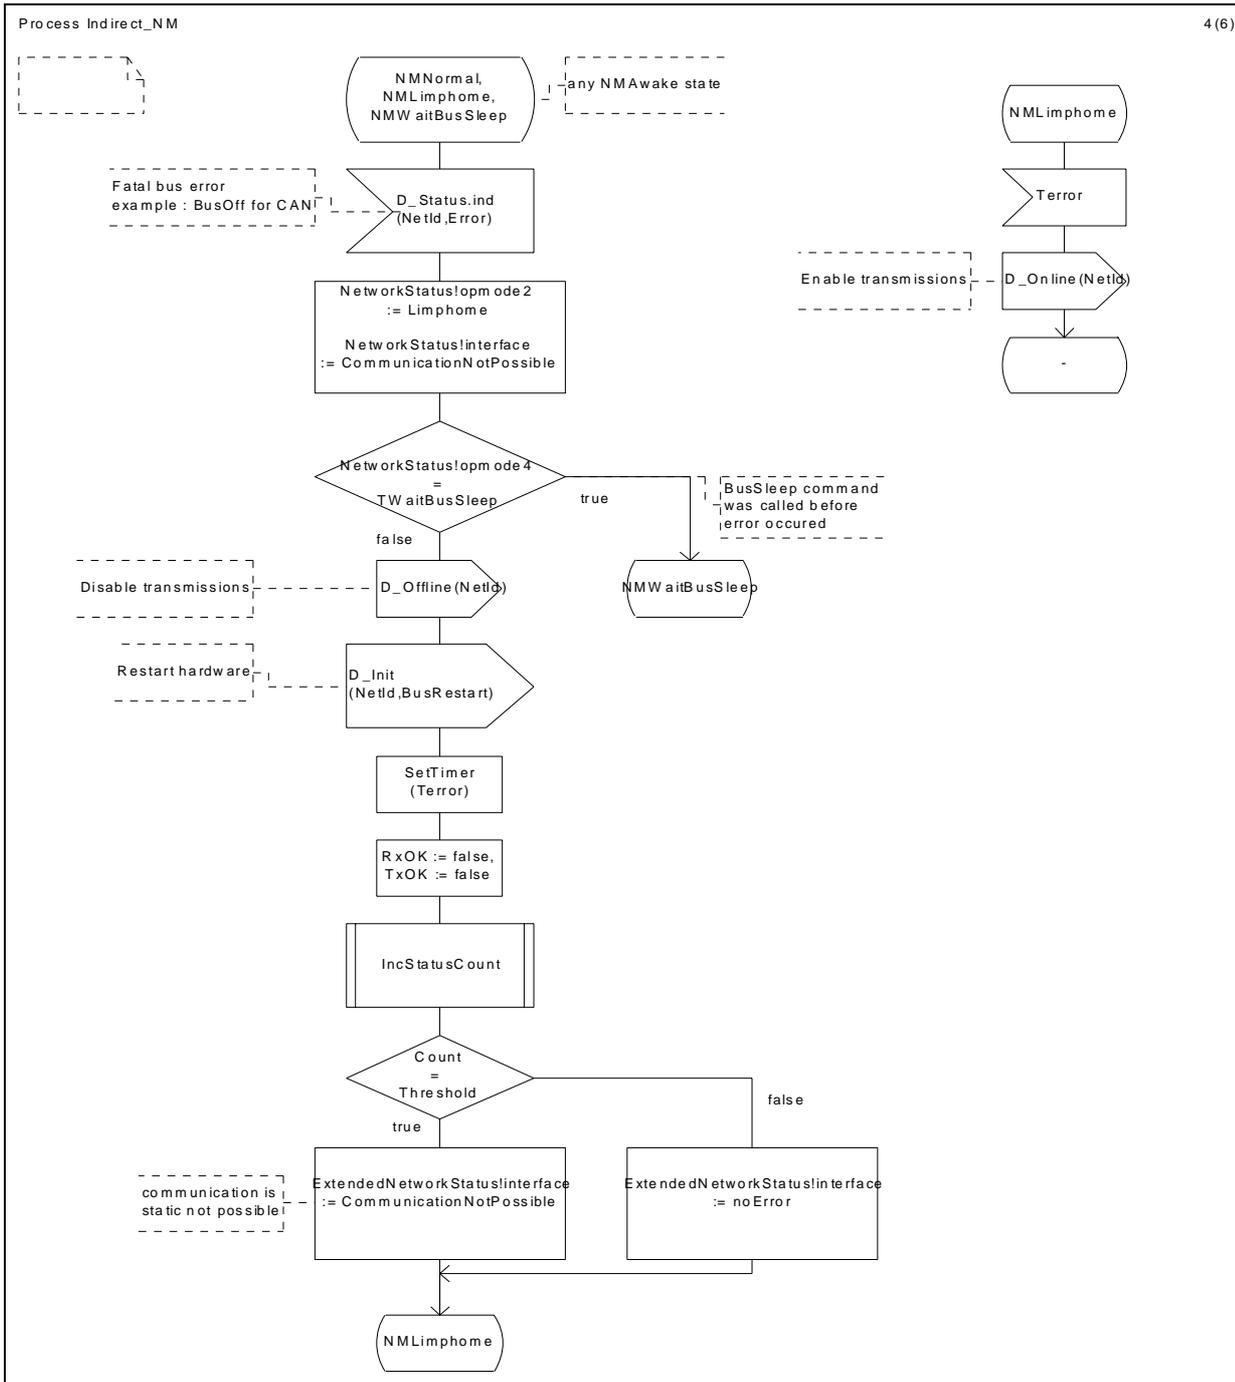 Process Indirect_NM
4(6)
NMNormal,
NMLimphome,
NMWaitBusSleep
any NMAwake state
NMLimphome
Fatal bus error
example : BusOff for CAN
D_Status.ind
(NetId,Error)
Terror
Enable transmissions
D_Online(NetId)
NetworkStatus!opmode2
:= Limphome
NetworkStatus!interface
:= CommunicationNotPossible
-
NetworkStatus!opmode4
=
TWaitBusSleep
true
BusSleep command
was called before
error occured
false
Disable transmissions
D_Offline(NetId)
NMWaitBusSleep
Restart hardware
D_Init
(NetId,BusRestart)
SetTimer
(Terror)
RxOK := false,
TxOK := false
IncStatusCount
Count
=
Threshold
false
true
communication is
static not possible
ExtendedNetworkStatus!interface
:= CommunicationNotPossible
ExtendedNetworkStatus!interface
:= noError
NMLimphome